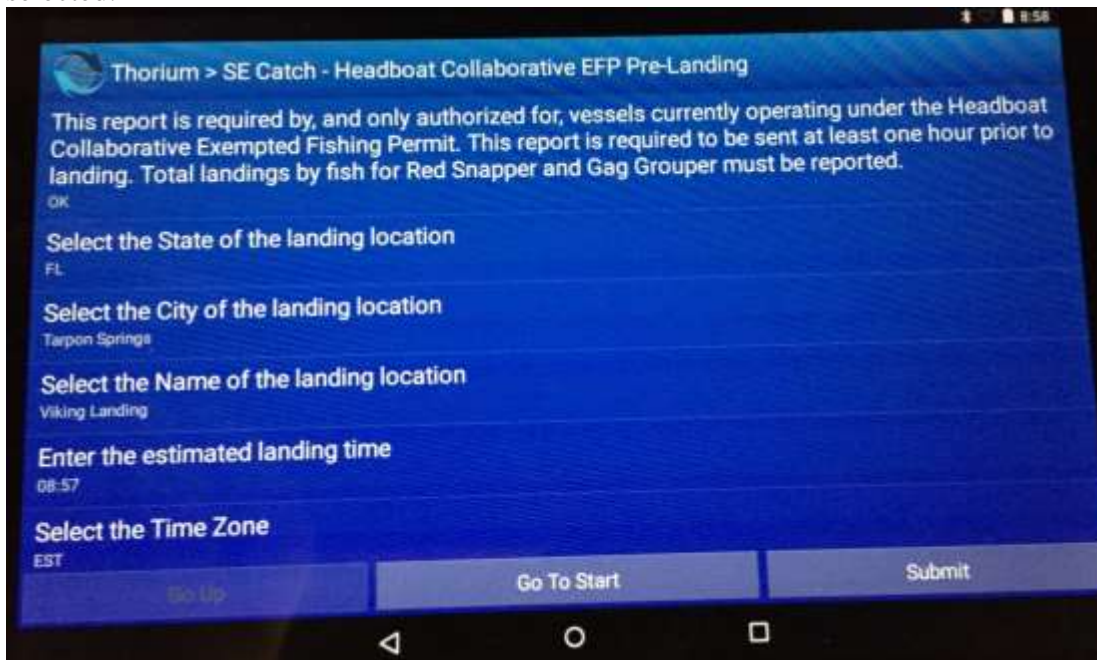 8:56
Thorium > SE Catch - Headboat Collaborative EFP Pre-Landing
This report is required by, and only authorized for, vessels currently operating under the Headboat
Collaborative Exempted Fishing Permit. This report is required to be sent at least one hour prior to
landing. Total landings by fish for Red Snapper and Gag Grouper must be reported.
OK
Select the State of the landing location
FL
Select the City of the landing location
Tarpon Springs
Select the Name of the landing location
Viking Landing
Enter the estimated landing time
08:57
Select the Time Zone
EST
Go Up
Go To Start
Submit